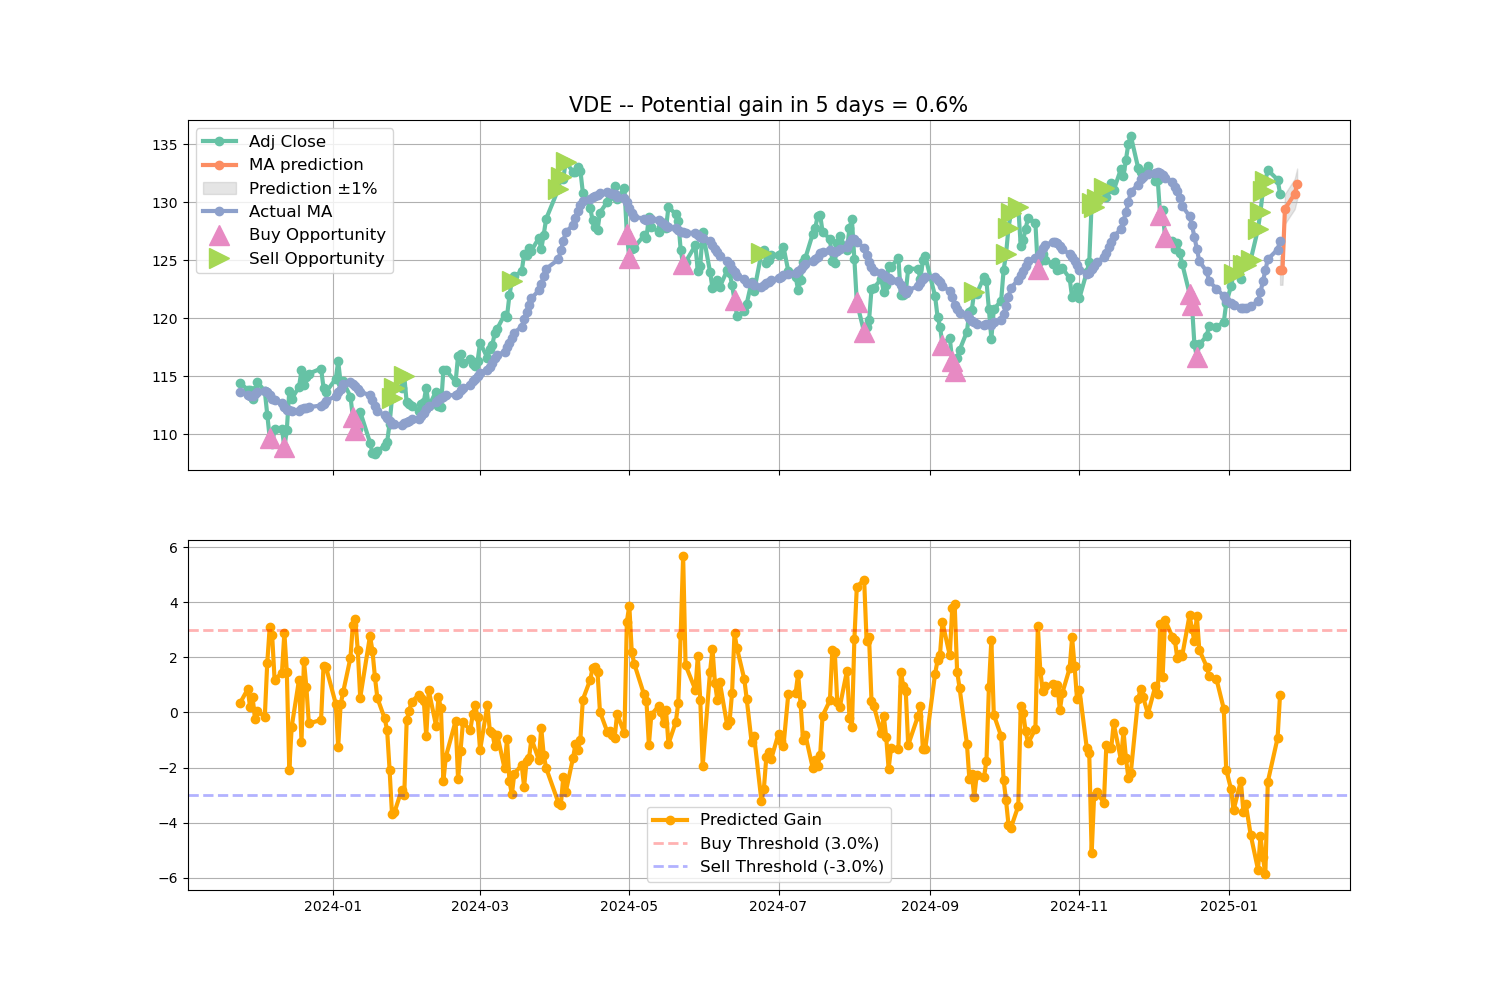 VDE -- Potential gain in 5 days = 0.6%
135
130
125
120
115
110
Adj Close
MA prediction
Prediction ±1%
Actual MA
Buy Opportunity
Sell Opportunity
6
4
2
0
−2
−4
−6
Predicted Gain
Buy Threshold (3.0%)
Sell Threshold (-3.0%)
2024-01
2024-03
2024-05
2024-07
2024-09
2024-11
2025-01